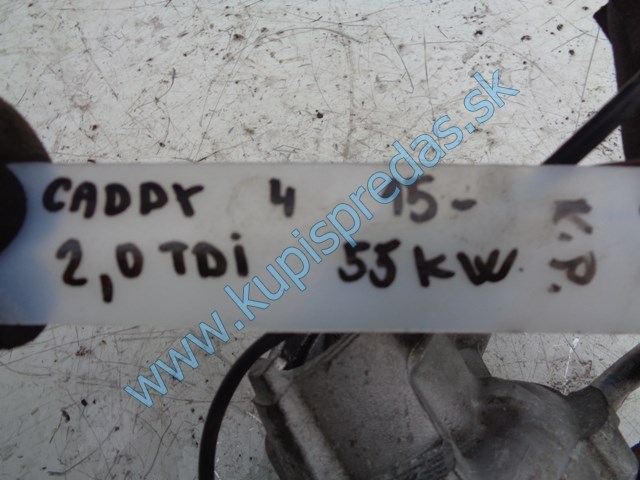 CADDY 4 15-
2,0 TDi 55 KW.
K.P.
www.kupispredas.sk